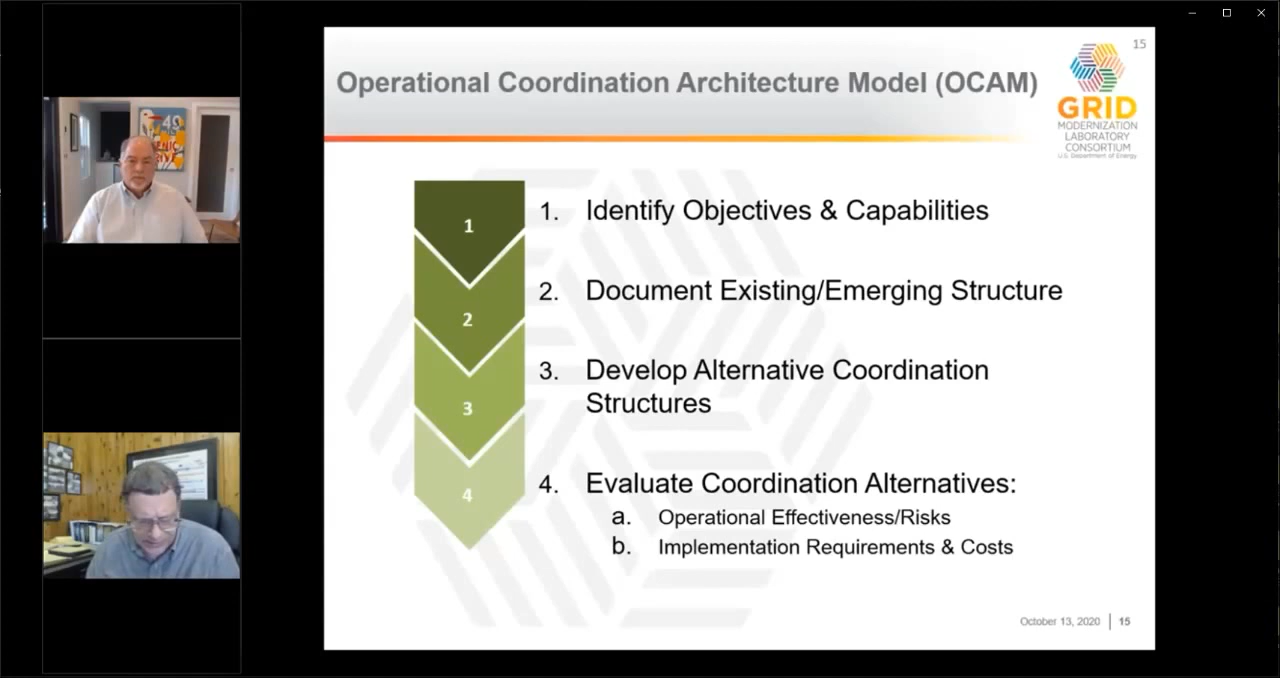 15
Operational Coordination Architecture Model (OCAM)
GRID
MODERNIZATION
LABORATORY
CONSORTIUM
U.S. Department of Energy
1
1. Identify Objectives & Capabilities
2
2. Document Existing/Emerging Structure
3
3. Develop Alternative Coordination
Structures
4
4. Evaluate Coordination Alternatives:
a. Operational Effectiveness/Risks
b. Implementation Requirements & Costs
October 13, 2020 | 15
49